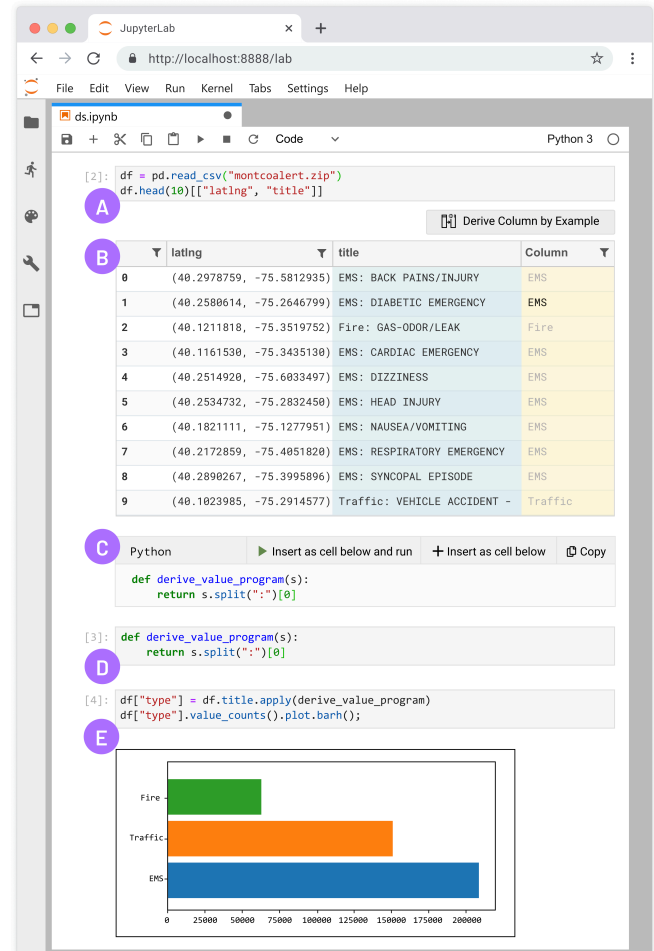 JupyterLab
http://localhost:8888/lab
File Edit View Run Kernel Tabs Settings Help
ds.ipynb
Code Python 3
[2]: df = pd.read_csv("montcoalert.zip")
df.head(10)[["latlng", "title"]]
A
Derive Column by Example
B
latlng title Column
0 (40.2978759, -75.5812935) EMS: BACK PAINS/INJURY EMS
1 (40.2580614, -75.2646799) EMS: DIABETIC EMERGENCY EMS
2 (40.1211818, -75.3519752) Fire: GAS-ODOR/LEAK Fire
3 (40.1161530, -75.3435130) EMS: CARDIAC EMERGENCY EMS
4 (40.2514920, -75.6033497) EMS: DIZZINESS EMS
5 (40.2534732, -75.2832450) EMS: HEAD INJURY EMS
6 (40.1821111, -75.1277951) EMS: NAUSEA/VOMITING EMS
7 (40.2172859, -75.4051820) EMS: RESPIRATORY EMERGENCY EMS
8 (40.2890267, -75.3995896) EMS: SYNCOPAL EPISODE EMS
9 (40.1023985, -75.2914577) Traffic: VEHICLE ACCIDENT - Traffic
C
Python Insert as cell below and run Insert as cell below Copy
def derive_value_program(s):
return s.split(":")[0]
[3]: def derive_value_program(s):
return s.split(":")[0]
D
[4]: df["type"] = df.title.apply(derive_value_program)
df["type"].value_counts().plot.barh();
E
Fire
Traffic
EMS
0 25000 50000 75000 100000 125000 150000 175000 200000